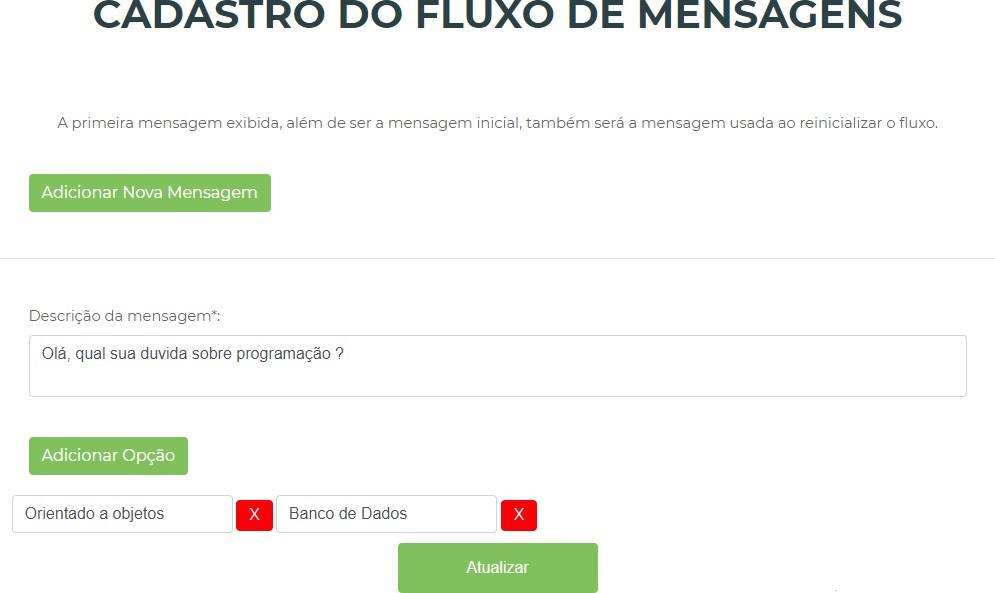 CADASTRO DO FLUXO DE MENSAGENS
A primeira mensagem exibida, além de ser a mensagem inicial, também será a mensagem usada ao reinicializar o fluxo.
Adicionar Nova Mensagem
Descrição da mensagem*:
Olá, qual sua duvida sobre programação ?
Adicionar Opção
Orientado a objetos X Banco de Dados X
Atualizar